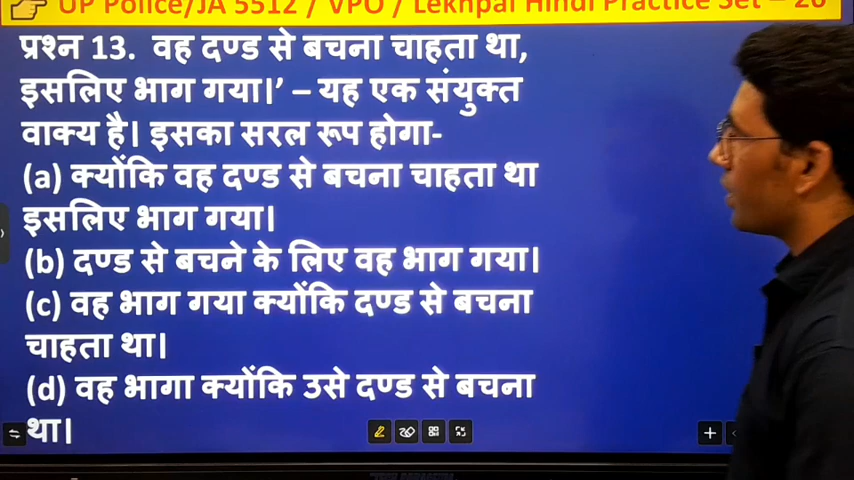 UP Police/JA 5512 / VPO / Lekhpal Hindi Practice Set – 26
प्रश्न 13. वह दण्ड से बचना चाहता था,
इसलिए भाग गया।’ – यह एक संयुक्त
वाक्य है। इसका सरल रूप होगा-
(a) क्योंकि वह दण्ड से बचना चाहता था
इसलिए भाग गया।
(b) दण्ड से बचने के लिए वह भाग गया।
(c) वह भाग गया क्योंकि दण्ड से बचना
चाहता था।
(d) वह भागा क्योंकि उसे दण्ड से बचना
था।